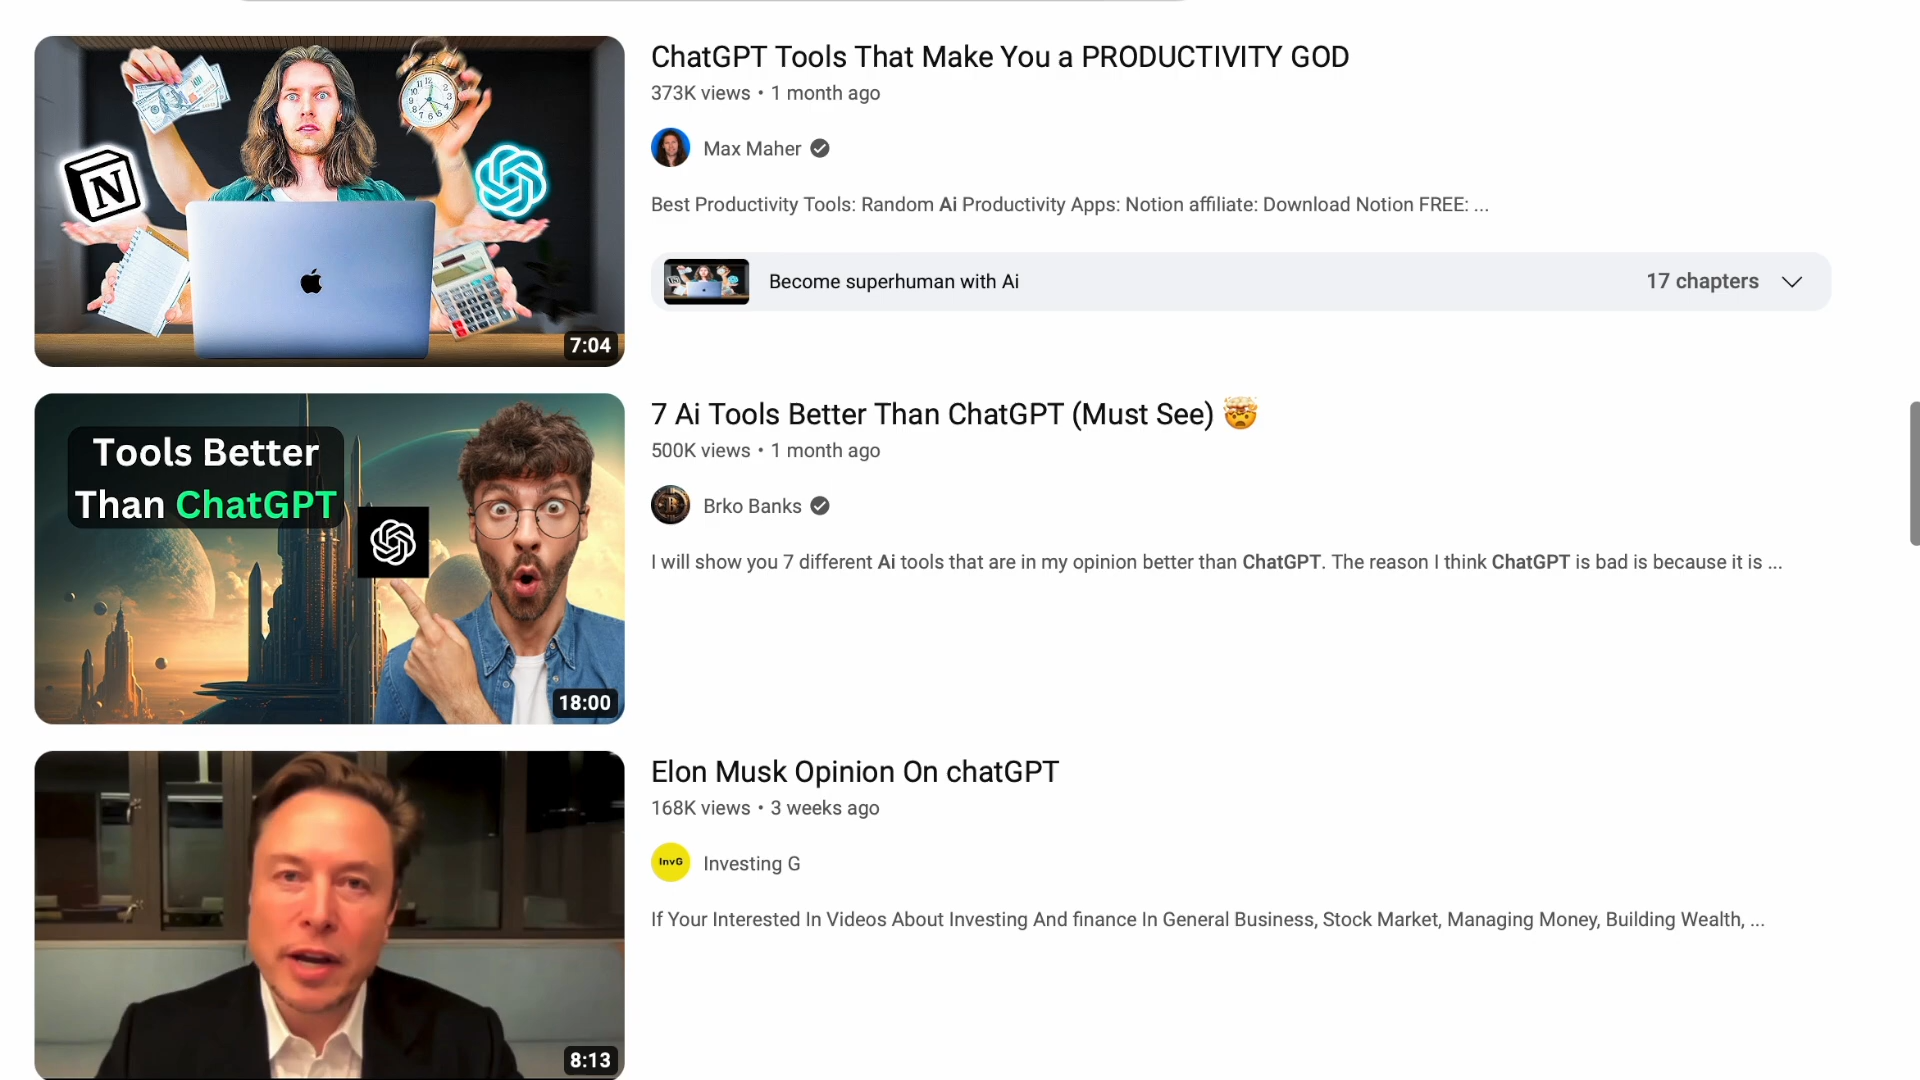 ChatGPT Tools That Make You a PRODUCTIVITY GOD
373K views • 1 month ago
Max Maher
Best Productivity Tools: Random Ai Productivity Apps: Notion affiliate: Download Notion FREE: ...
Become superhuman with Ai
17 chapters
N
7:04
Tools Better
Than ChatGPT
18:00
7 Ai Tools Better Than ChatGPT (Must See) 🤯
500K views • 1 month ago
Brko Banks
I will show you 7 different Ai tools that are in my opinion better than ChatGPT. The reason I think ChatGPT is bad is because it is ...
8:13
Elon Musk Opinion On chatGPT
168K views • 3 weeks ago
InvG
Investing G
If Your Interested In Videos About Investing And finance In General Business, Stock Market, Managing Money, Building Wealth, ...